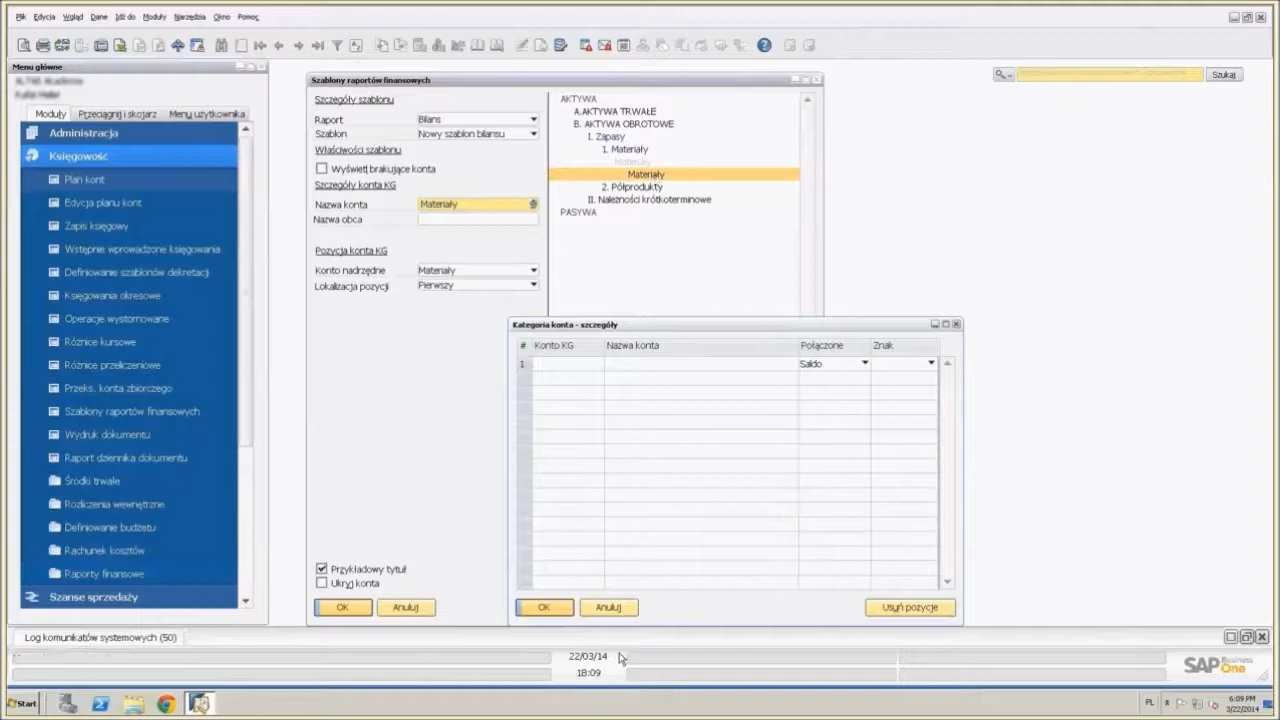 Plik Edycja Wgląd Dane Idź do Moduły Narzędzia Okno Pomoc
Menu główne
Moduły Przeciągnij i skojarz Menu użytkownika
Administracja
Księgowość
Plan kont
Edycja planu kont
Zapis księgowy
Wstępnie wprowadzone księgowania
Definiowanie szablonów dekretacji
Księgowania okresowe
Operacje wystornowane
Różnice kursowe
Różnice przeliczeniowe
Przeks. konta zbiorczego
Szablony raportów finansowych
Wydruk dokumentu
Raport dziennika dokumentu
Środki trwałe
Rozliczenia wewnętrzne
Definiowanie budżetu
Rachunek kosztów
Raporty finansowe
Szanse sprzedaży
Szablony raportów finansowych
Szczegóły szablonu
Raport Bilans
Szablon Nowy szablon bilansu
Właściwości szablonu
Wyświetl brakujące konta
Szczegóły konta KG
Nazwa konta Materiały
Nazwa obca
Pozycja konta KG
Konto nadrzędne Materiały
Lokalizacja pozycji Pierwszy
Przykładowy tytuł
Ukryj konta
OK Anuluj
AKTYWA
A.AKTYWA TRWAŁE
B. AKTYWA OBROTOWE
I. Zapasy
1. Materiały
Materiały
Materiały
2. Półprodukty
II. Należności krótkoterminowe
PASYWA
Kategoria konta - szczegóły
# Konto KG Nazwa konta Połączone Znak
1 Saldo
OK Anuluj Usuń pozycje
Szukaj
Log komunikatów systemowych (50)
22/03/14
18:09
SAP Business One
Start
PL
6:09 PM
3/22/2014